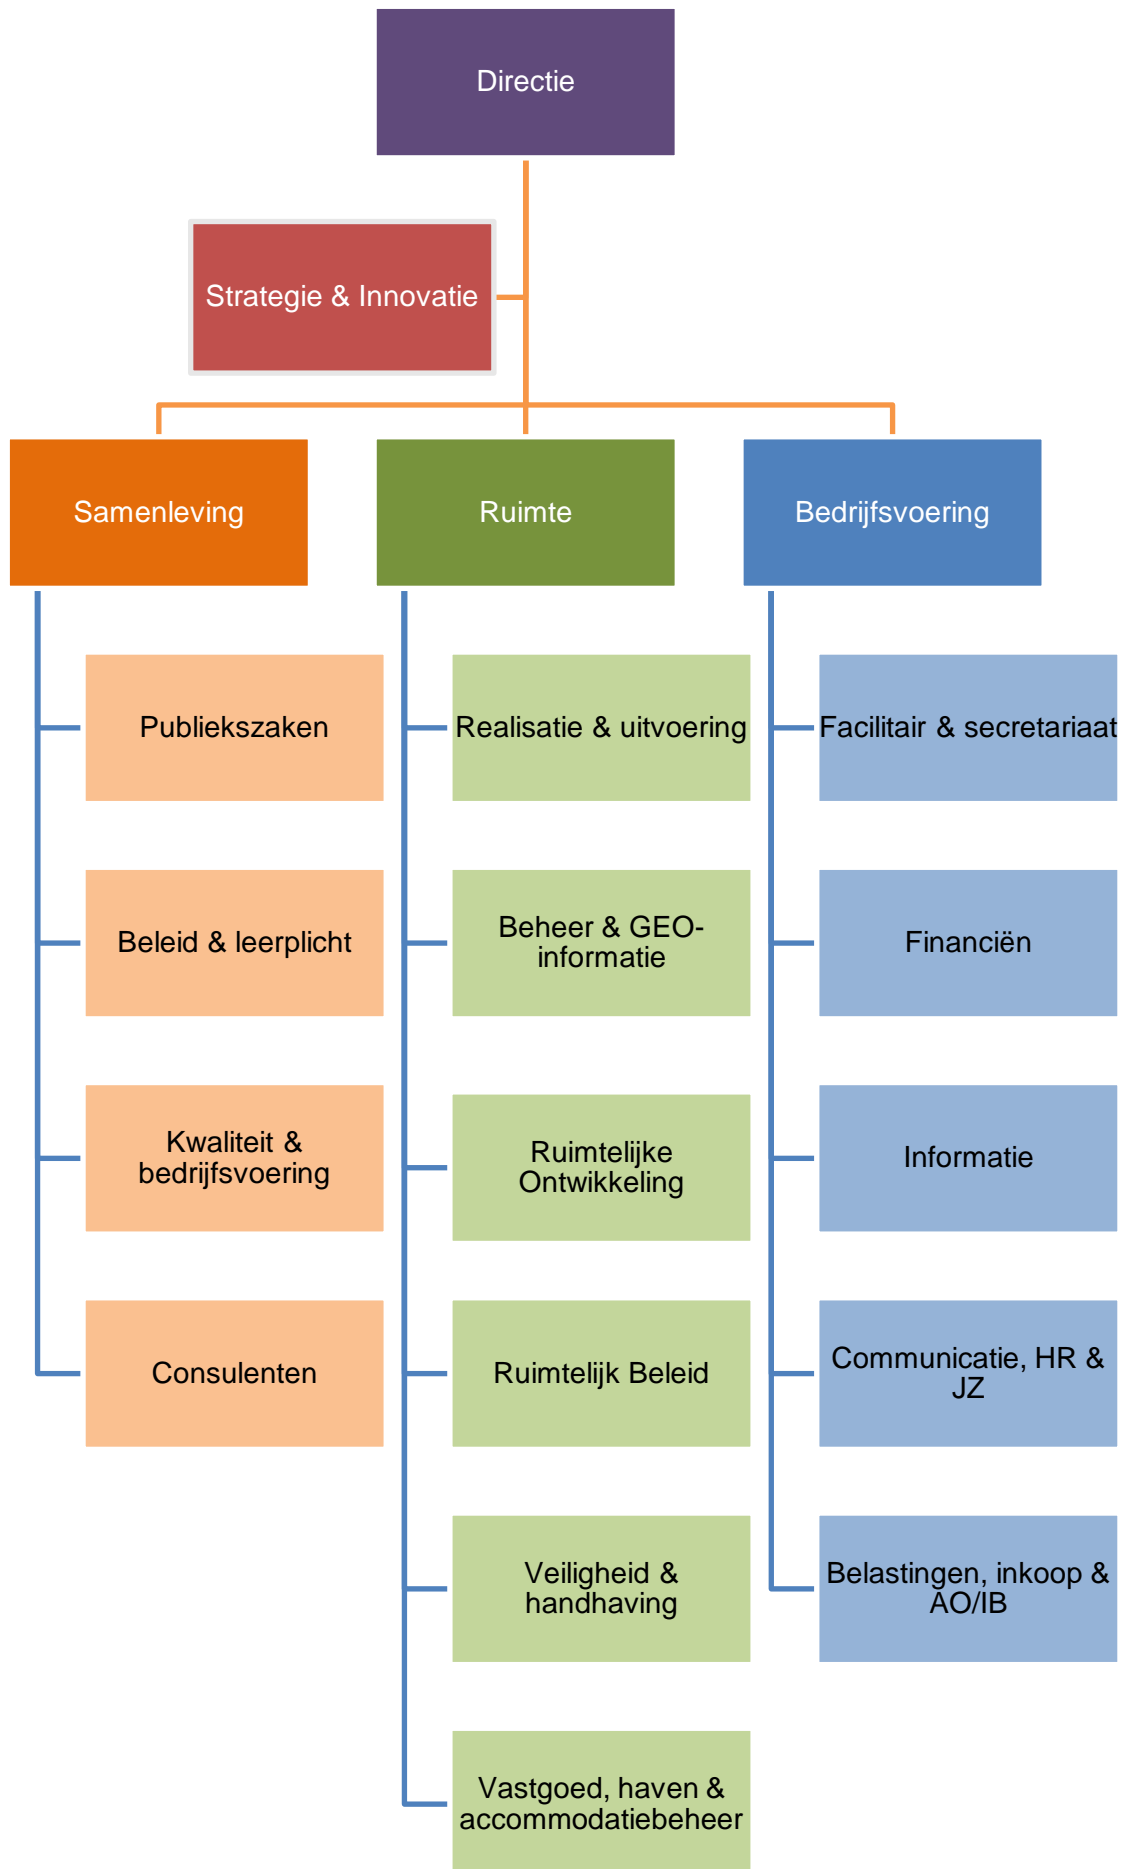 Directie
Strategie & Innovatie
Samenleving
Ruimte
Bedrijfsvoering
Publiekszaken
Realisatie & uitvoering
Facilitair & secretariaat
Beleid & leerplicht
Beheer & GEO-
informatie
Financiën
Kwaliteit &
bedrijfsvoering
Ruimtelijke
Ontwikkeling
Informatie
Consulenten
Ruimtelijk Beleid
Communicatie, HR &
JZ
Veiligheid &
handhaving
Belastingen, inkoop &
AO/IB
Vastgoed, haven &
accommodatiebeheer